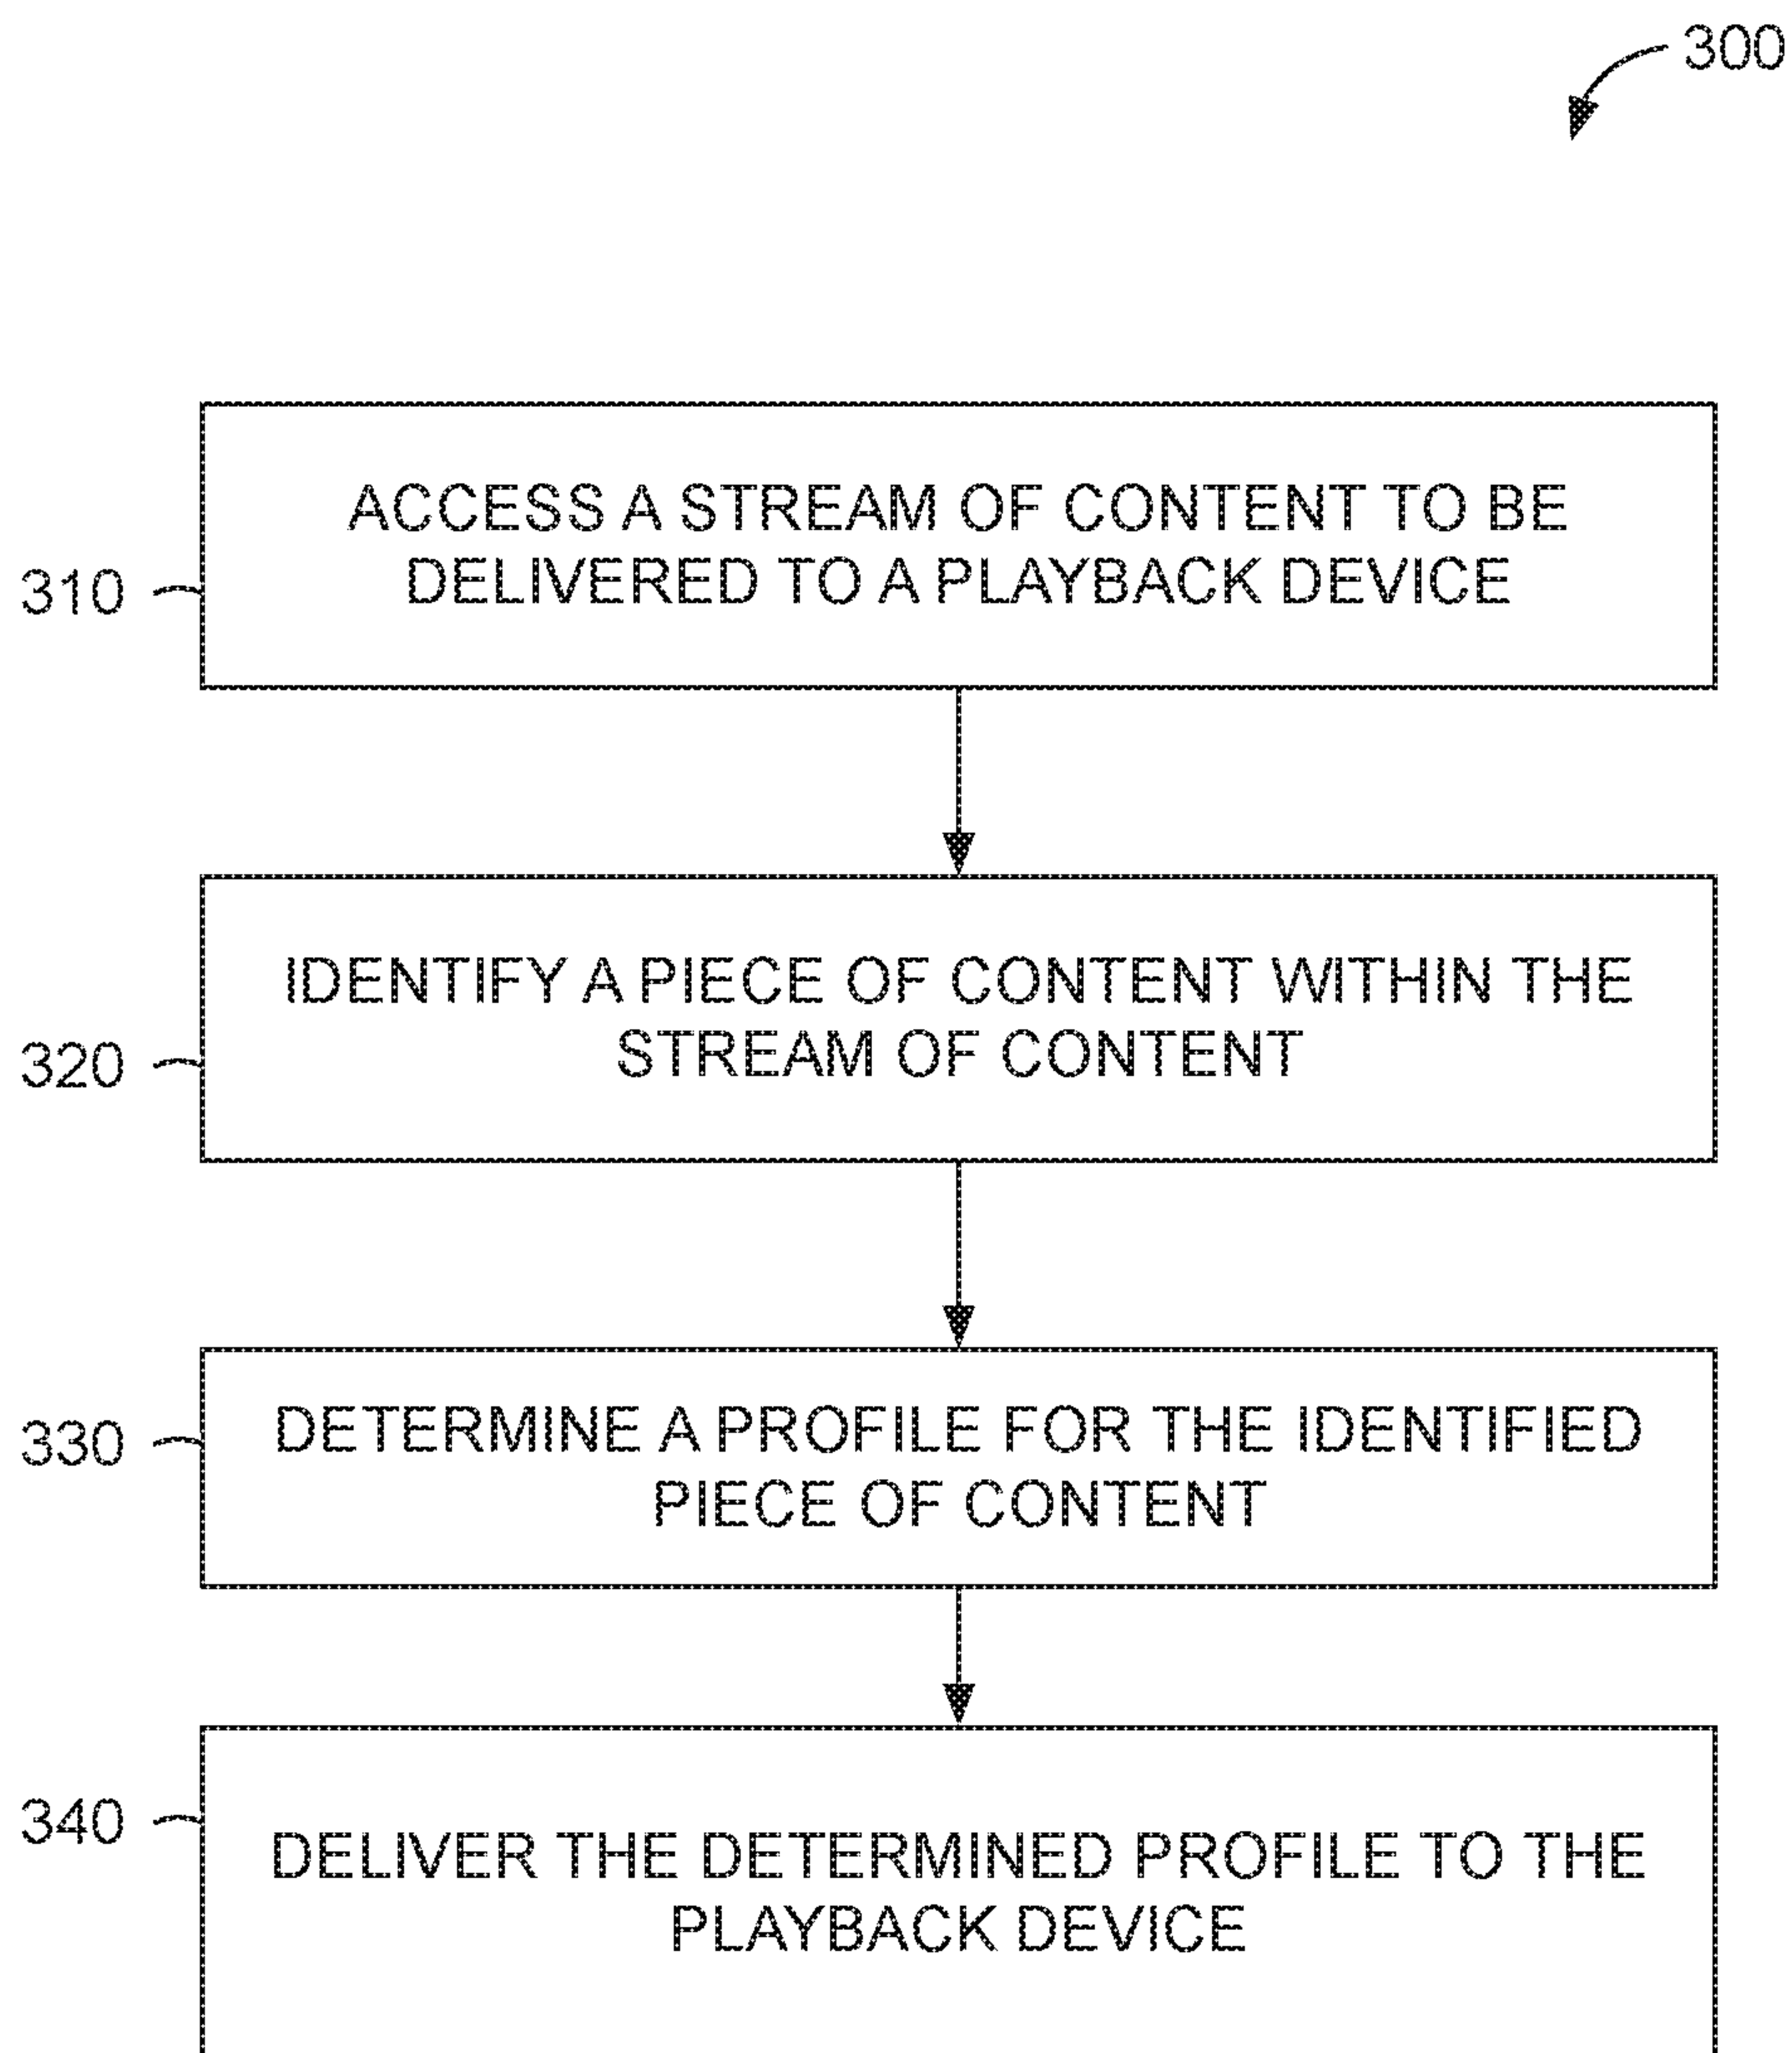 300
310
ACCESS A STREAM OF CONTENT TO BE
DELIVERED TO A PLAYBACK DEVICE
320
IDENTIFY A PIECE OF CONTENT WITHIN THE
STREAM OF CONTENT
330
DETERMINE A PROFILE FOR THE IDENTIFIED
PIECE OF CONTENT
340
DELIVER THE DETERMINED PROFILE TO THE
PLAYBACK DEVICE